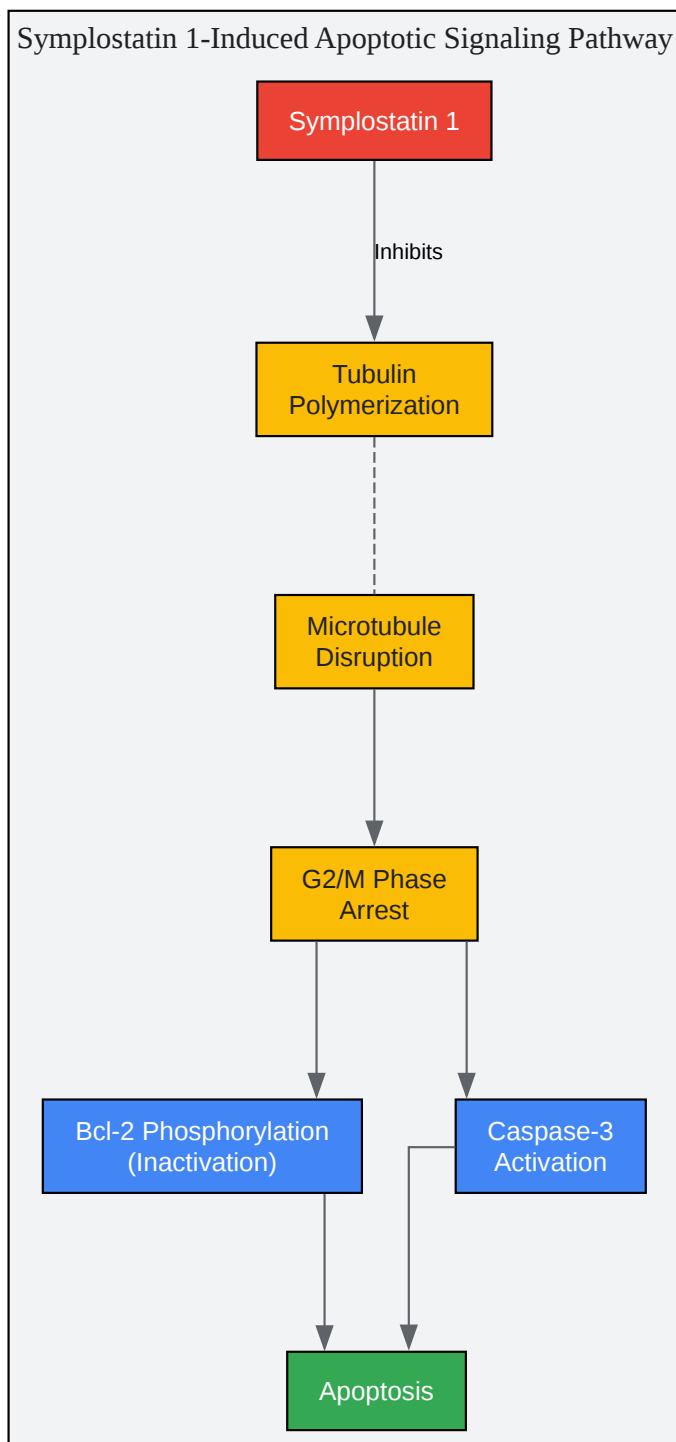 Symplostatin 1-Induced Apoptotic Signaling Pathway
Symplostatin 1
Inhibits
Tubulin
Polymerization
Microtubule
Disruption
G2/M Phase
Arrest
Bcl-2 Phosphorylation
(Inactivation)
Caspase-3
Activation
Apoptosis